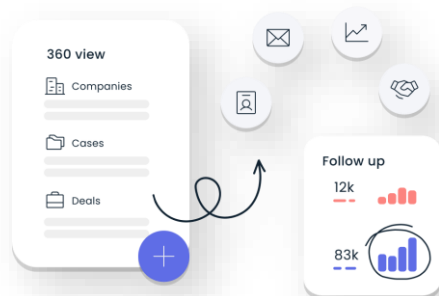 360 view
Companies
Cases
Deals
Follow up
12k
83k